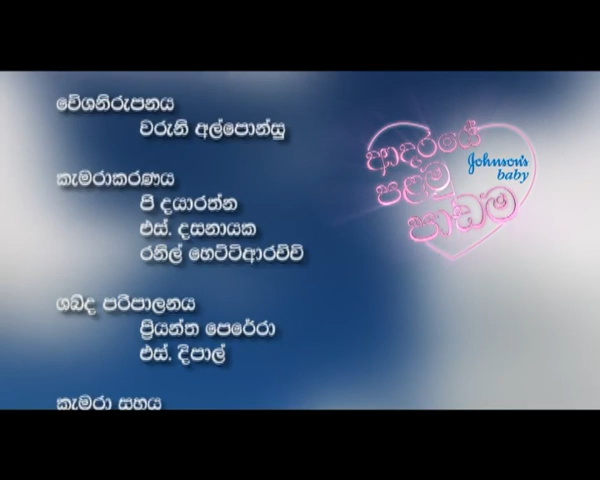 වේශනිරූපනය
වරුනි අල්පොන්සු
කැමරාකරණය
පී දයාරත්න
එස්. දසනායක
රනිල් හෙට්ටිආරච්චි
ශබ්ද පරිපාලනය
ප්‍රියන්ත පෙරේරා
එස්. දිපාල්
කැමරා සහය
ආදරයේ
පළමු
පාඩම
Johnson's
baby